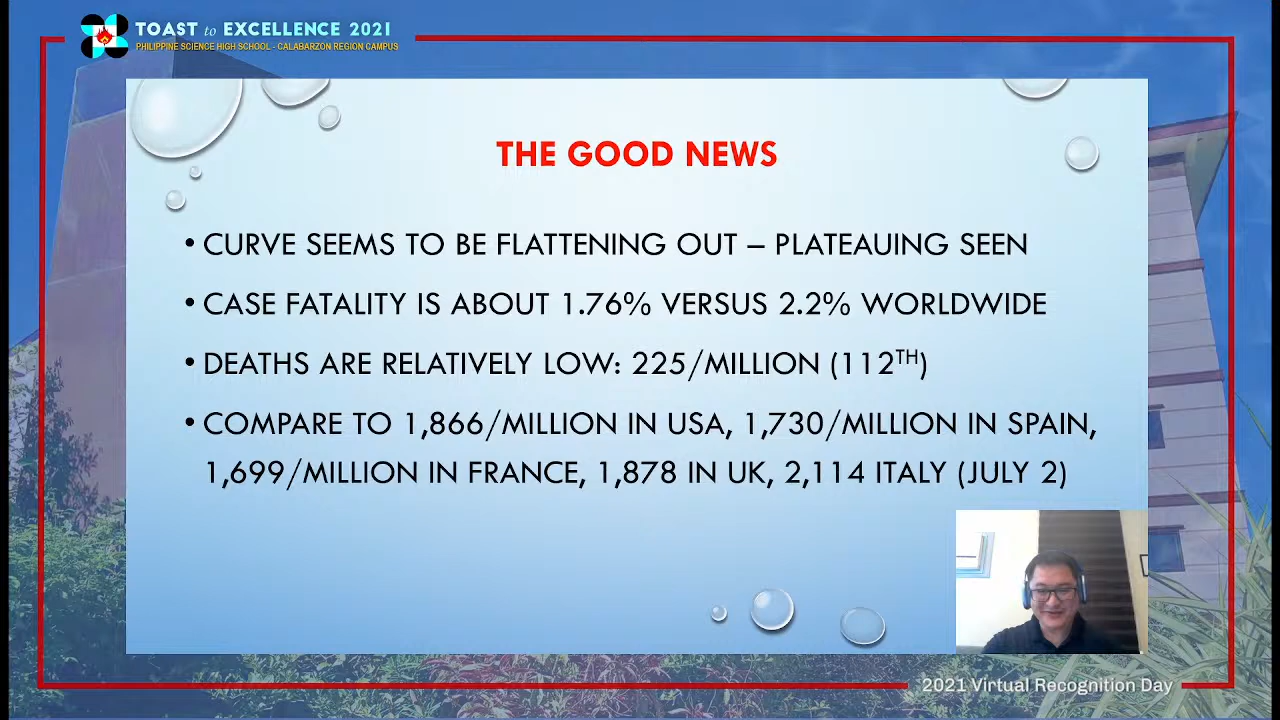 TOAST to EXCELLENCE 2021
PHILIPPINE SCIENCE HIGH SCHOOL - CALABARZON REGION CAMPUS
THE GOOD NEWS
• CURVE SEEMS TO BE FLATTENING OUT – PLATEAUING SEEN
• CASE FATALITY IS ABOUT 1.76% VERSUS 2.2% WORLDWIDE
• DEATHS ARE RELATIVELY LOW: 225/MILLION (112TH)
• COMPARE TO 1,866/MILLION IN USA, 1,730/MILLION IN SPAIN,
1,699/MILLION IN FRANCE, 1,878 IN UK, 2,114 ITALY (JULY 2)
2021 Virtual Recognition Day